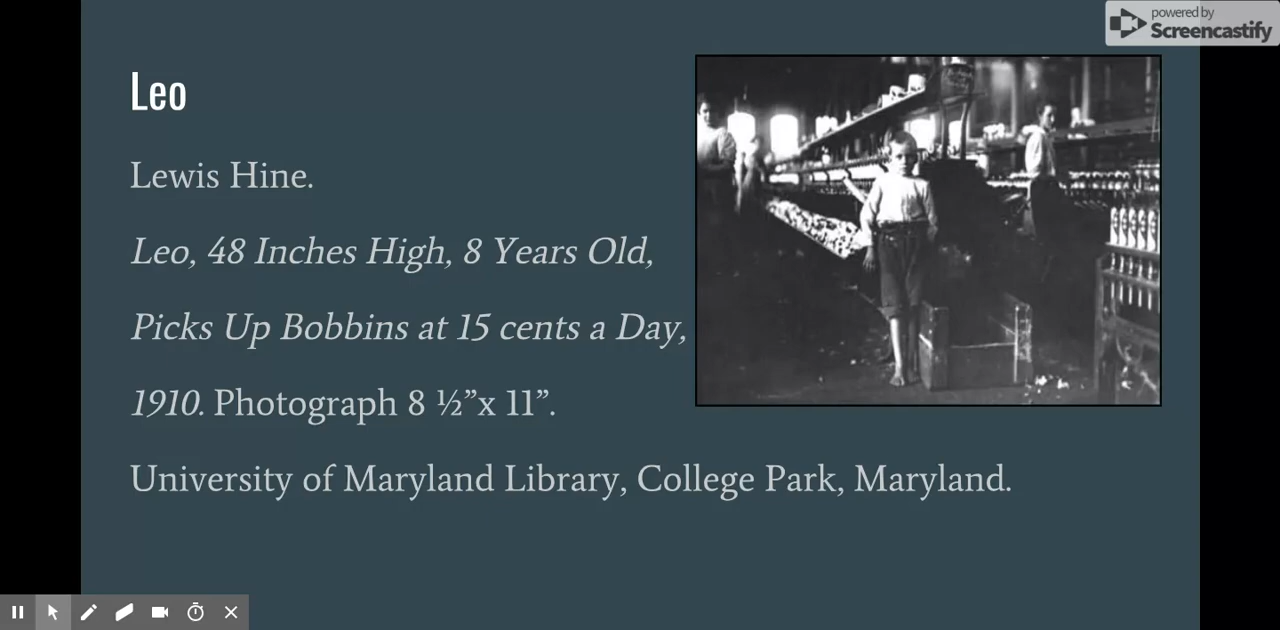 powered by
Screencastify
Leo
Lewis Hine.
Leo, 48 Inches High, 8 Years Old,
Picks Up Bobbins at 15 cents a Day,
1910. Photograph 8 ½”x 11”.
University of Maryland Library, College Park, Maryland.